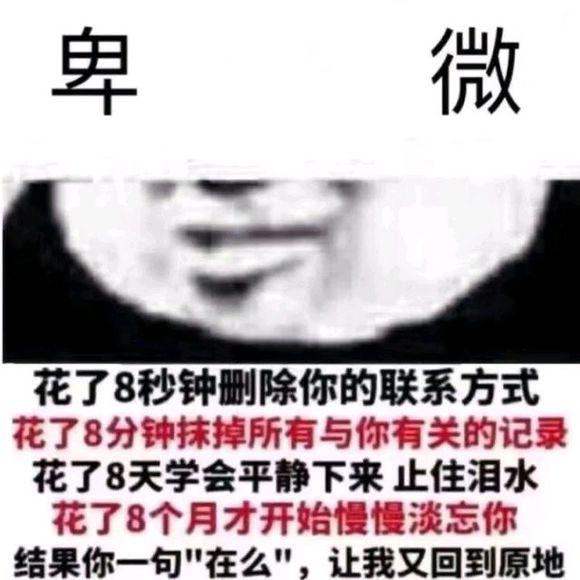 卑 微
花了8秒钟删除你的联系方式
花了8分钟抹掉所有与你有关的记录
花了8天学会平静下来 止住泪水
花了8个月才开始慢慢淡忘你
结果你一句"在么"，让我又回到原地